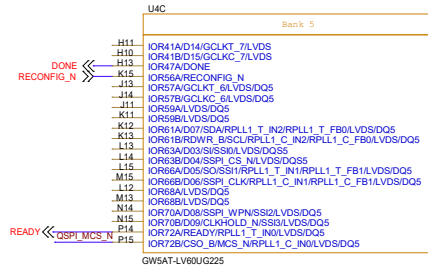 U4C
Bank 5
H11 IOR41A/D14/GCLKT_7/LVDS
H10 IOR41B/D15/GCLKC_7/LVDS
DONE H13 IOR47A/DONE
RECONFIG_N K15 IOR56A/RECONFIG_N
J13 IOR57A/GCLKT_6/LVDS/DQ5
J14 IOR57B/GCLKC_6/LVDS/DQ5
J11 IOR59A/LVDS/DQ5
K11 IOR59B/LVDS/DQ5
K12 IOR61A/D07/SDA/RPLL1_T_IN2/RPLL1_T_FB0/LVDS/DQ5
K13 IOR61B/RDWR_B/SCL/RPLL1_C_IN2/RPLL1_C_FB0/LVDS/DQ5
L13 IOR63A/D03/SI/SSI0/LVDS/DQS5
L14 IOR63B/D04/SSPI_CS_N/LVDS/DQS5
L15 IOR66A/D05/SO/SSI1/RPLL1_T_IN1/RPLL1_T_FB1/LVDS/DQ5
M15 IOR66B/D06/SSPI_CLK/RPLL1_C_IN1/RPLL1_C_FB1/LVDS/DQ5
L12 IOR68A/LVDS/DQ5
M13 IOR68B/LVDS/DQ5
N14 IOR70A/D08/SSPI_WPN/SSI2/LVDS/DQ5
N15 IOR70B/D09/CLKHOLD_N/SSI3/LVDS/DQ5
READY P14 IOR72A/READY/RPLL1_T_IN0/LVDS/DQ5
QSPI_MCS_N P15 IOR72B/CSO_B/MCS_N/RPLL1_C_IN0/LVDS/DQ5
GW5AT-LV60UG225